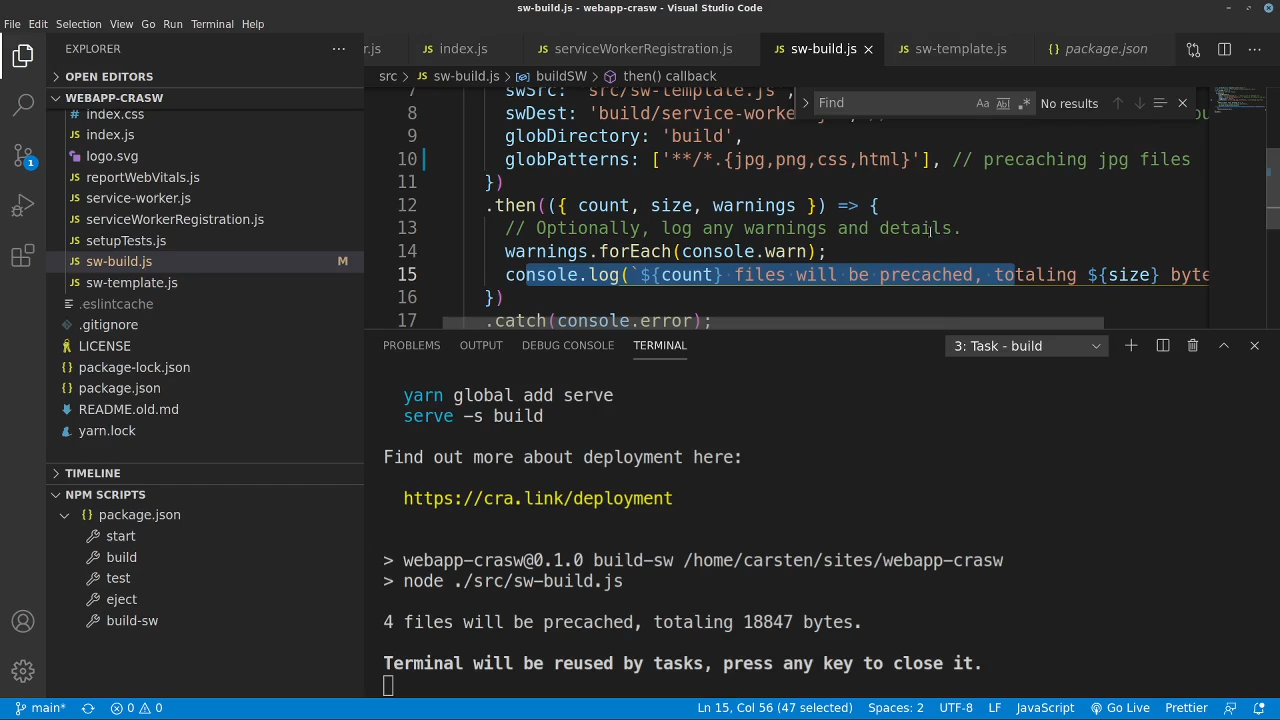 sw-build.js - webapp-crasw - Visual Studio Code
File Edit Selection View Go Run Terminal Help
EXPLORER
OPEN EDITORS
WEBAPP-CRASW
index.css
index.js
logo.svg
reportWebVitals.js
service-worker.js
serviceWorkerRegistration.js
setupTests.js
sw-build.js M
sw-template.js
.eslintcache
.gitignore
LICENSE
package-lock.json
package.json
README.old.md
yarn.lock
TIMELINE
NPM SCRIPTS
package.json
start
build
test
eject
build-sw
1
r.js index.js serviceWorkerRegistration.js sw-build.js sw-template.js package.json
src > sw-build.js > buildSW > then() callback
Find Aa Abl .* No results
7 swSrc: 'src/sw-template.js',
8 swDest: 'build/service-worke
9 globDirectory: 'build',
10 globPatterns: ['**/*.{jpg,png,css,html}'], // precaching jpg files
11 })
12 .then(({ count, size, warnings }) => {
13 // Optionally, log any warnings and details.
14 warnings.forEach(console.warn);
15 console.log(`${count} files will be precached, totaling ${size} byte
16 })
17 .catch(console.error);
PROBLEMS OUTPUT DEBUG CONSOLE TERMINAL 3: Task - build
yarn global add serve
serve -s build
Find out more about deployment here:
https://cra.link/deployment
> webapp-crasw@0.1.0 build-sw /home/carsten/sites/webapp-crasw
> node ./src/sw-build.js
4 files will be precached, totaling 18847 bytes.
Terminal will be reused by tasks, press any key to close it.
main* 0 0 Ln 15, Col 56 (47 selected) Spaces: 2 UTF-8 LF JavaScript Go Live Prettier